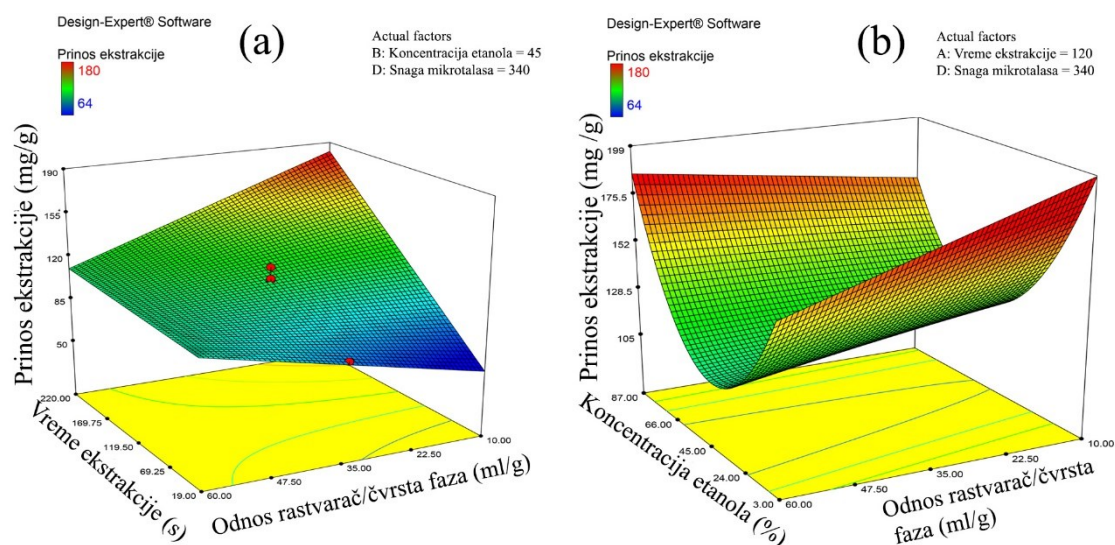 Design-Expert® Software
(a)
Prinos ekstrakcije
180
64
Actual factors
B: Koncentracija etanola = 45
D: Snaga mikrotalasa = 340
Prinos ekstrakcije (mg/g)
190
155
120
85
50
220.00
169.75
119.50
69.25
19.00
Vreme ekstrakcije (s)
60.00
47.50
35.00
22.50
10.00
Odnos rastvarač/čvrsta faza (ml/g)
Design-Expert® Software
(b)
Prinos ekstrakcije
180
64
Actual factors
A: Vreme ekstrakcije = 120
D: Snaga mikrotalasa = 340
Prinos ekstrakcije (mg /g)
199
175.5
152
128.5
105
87.00
66.00
45.00
24.00
3.00
Koncentracija etanola (%)
60.00
47.50
35.00
22.50
10.00
Odnos rastvarač/čvrsta
faza (ml/g)